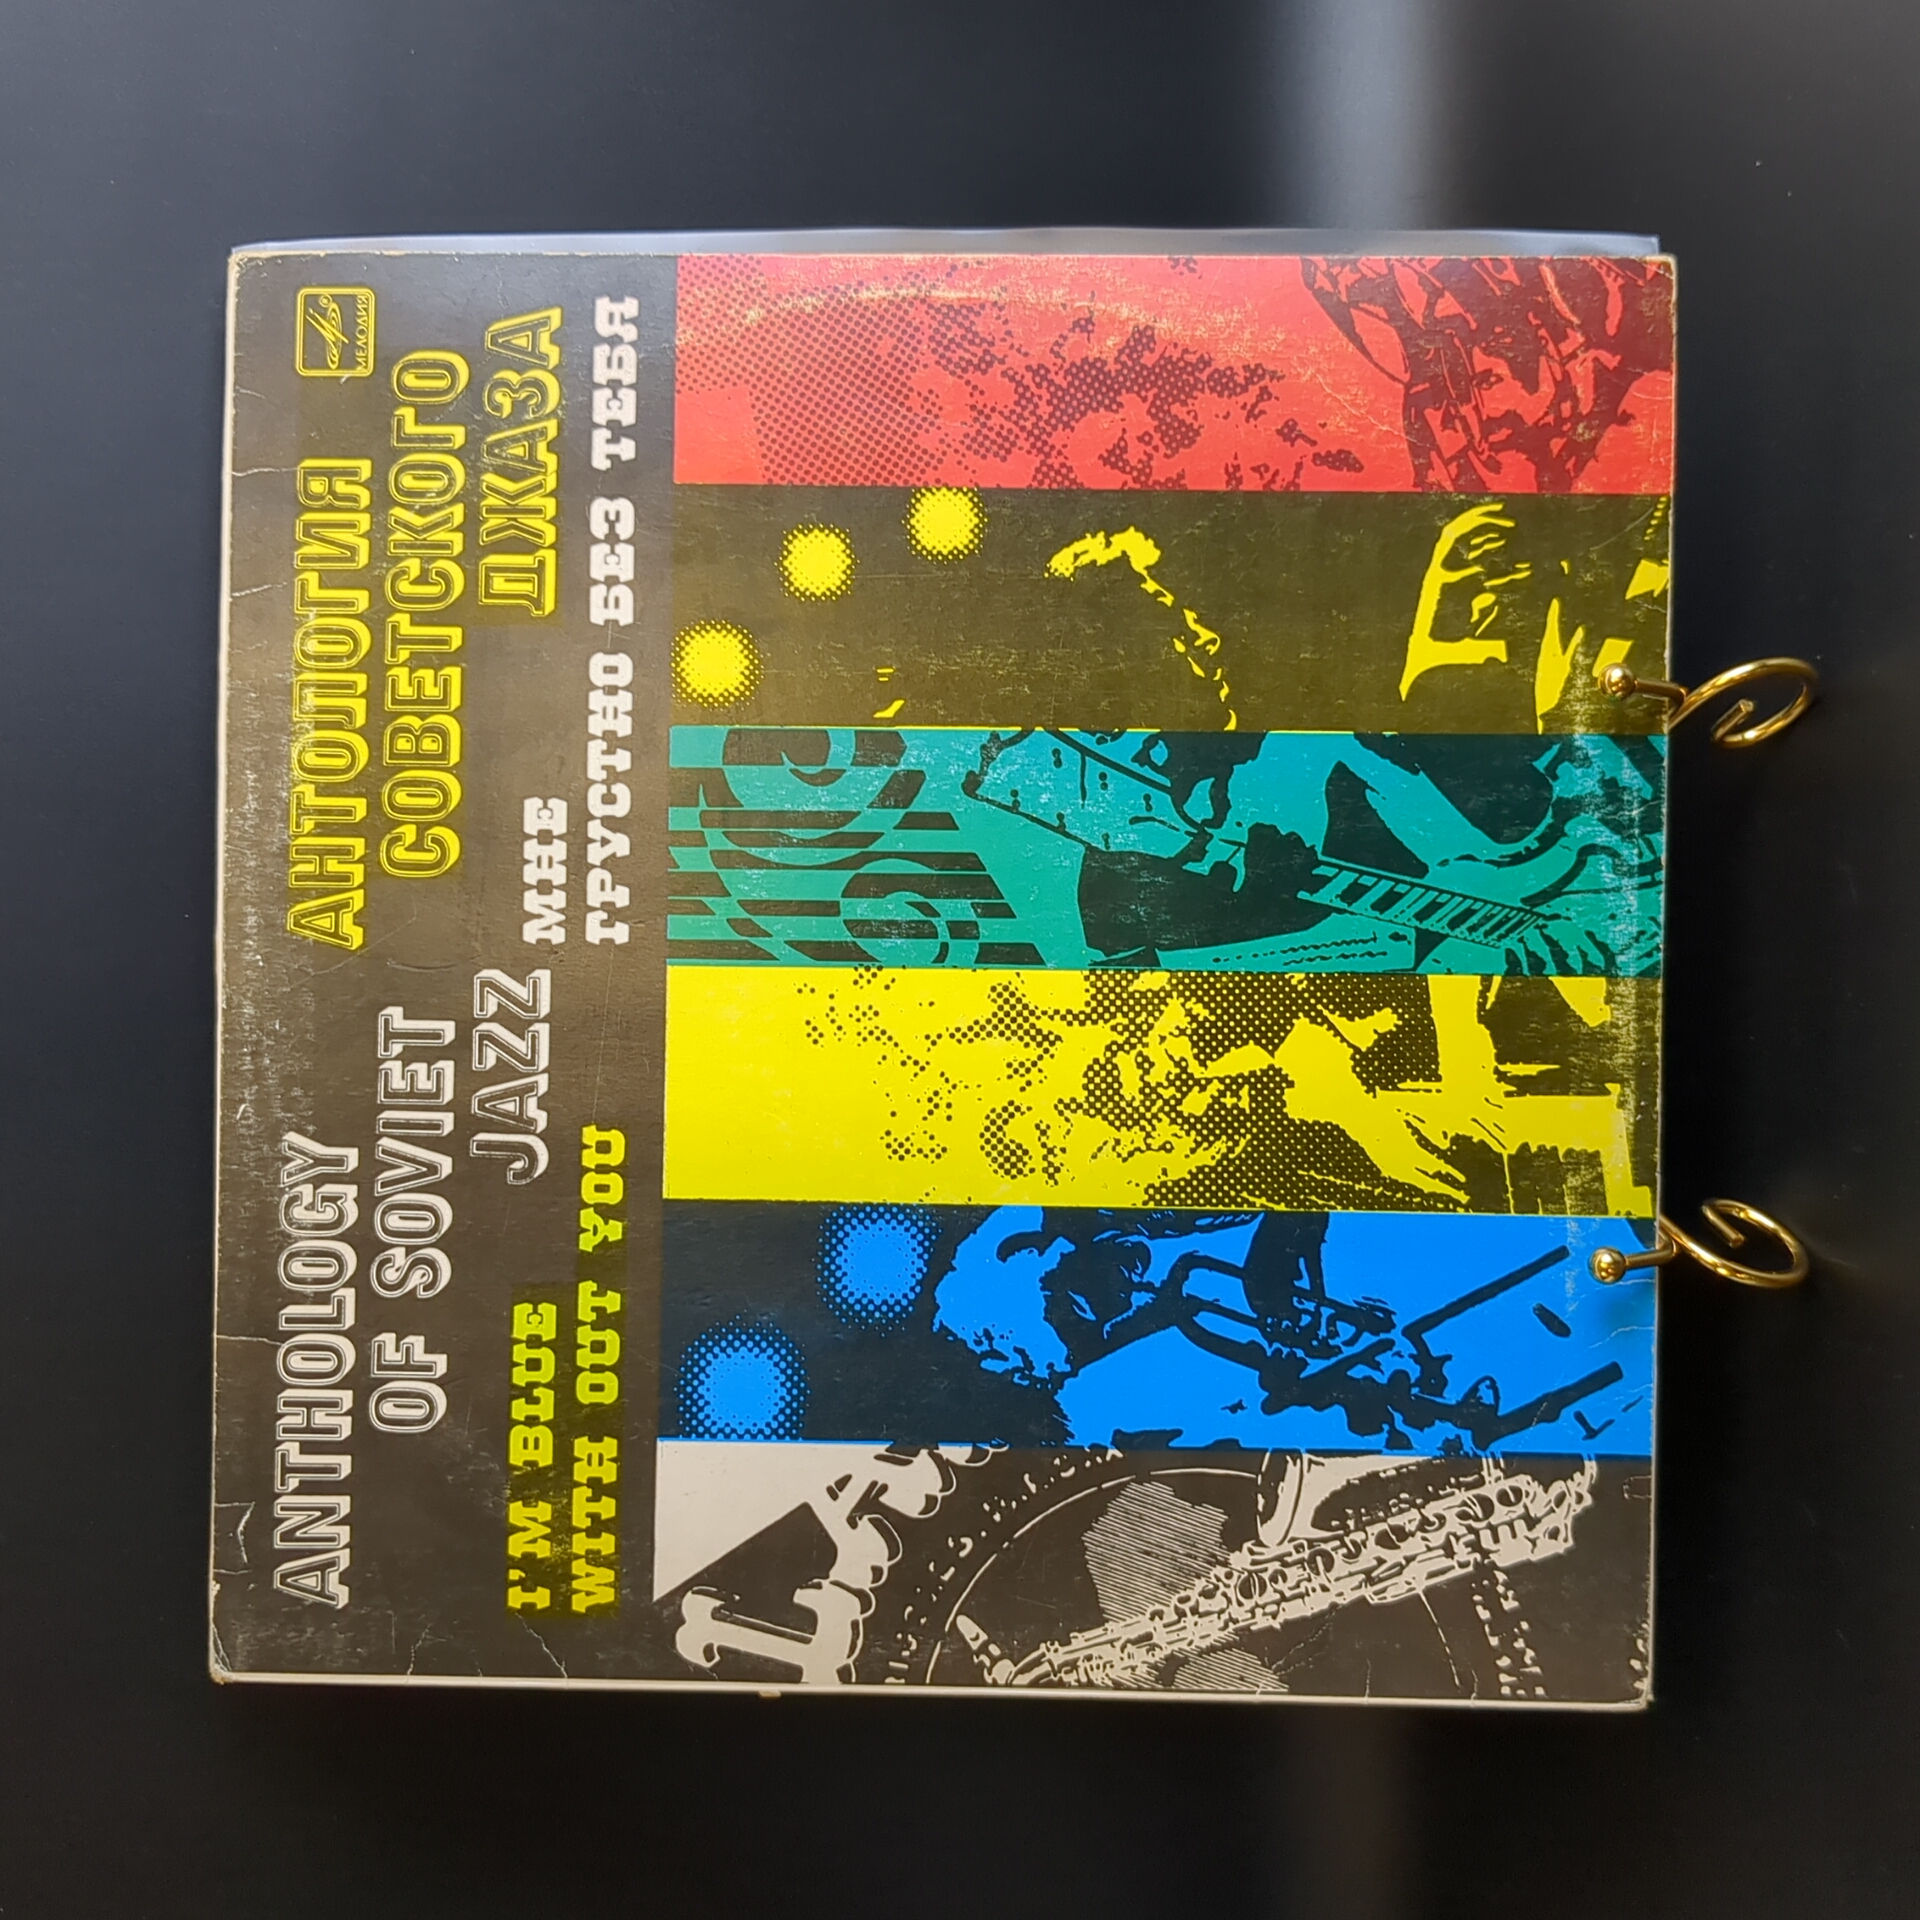 ANTHOLOGY
OF SOVIET
JAZZ
АНТОЛОГИЯ
СОВЕТСКОГО
ДЖАЗА
МЕЛОДИЯ
I'M BLUE
WITH OUT YOU
МНЕ
ГРУСТНО БЕЗ ТЕБЯ